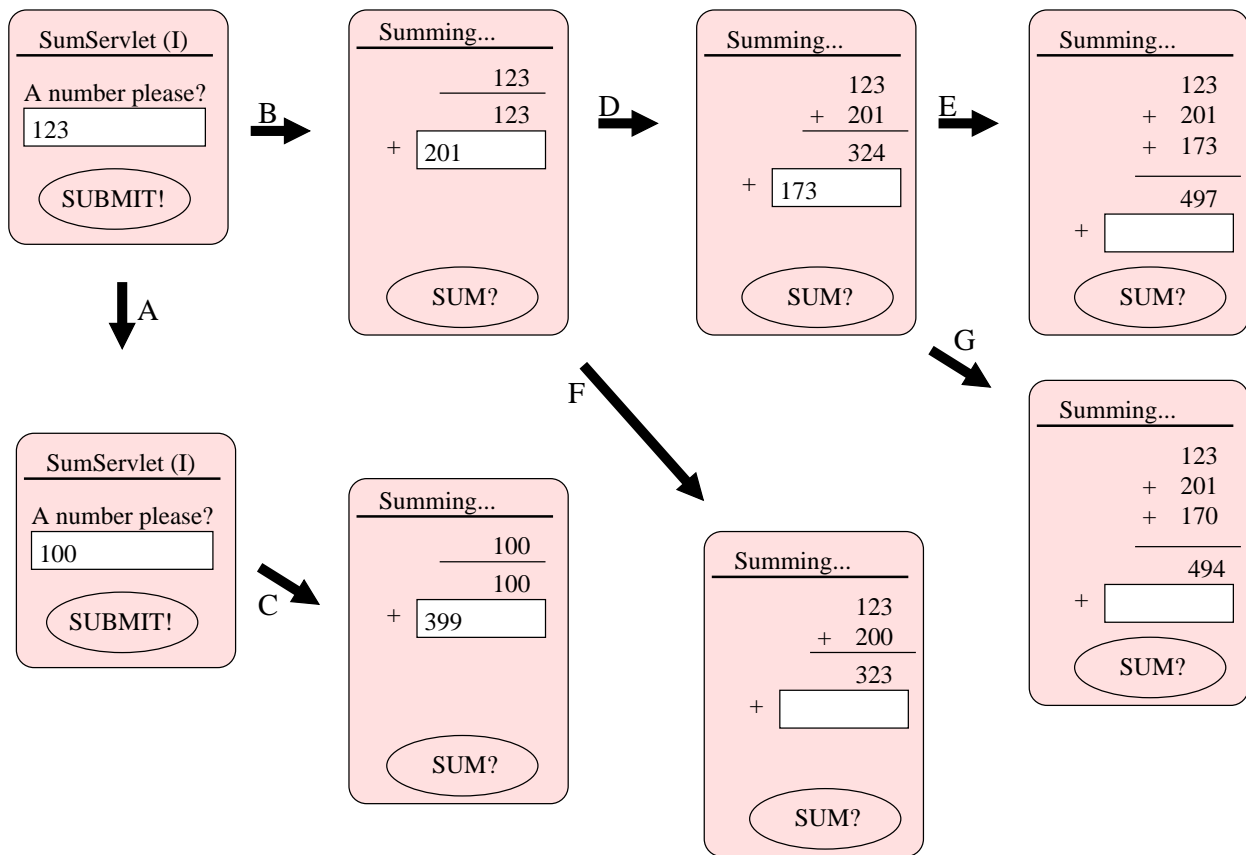 SumServlet (I)
A number please?
123
SUBMIT!
B
Summing...
123
123
+ 201
SUM?
D
Summing...
123
+ 201
324
+ 173
SUM?
E
Summing...
123
+ 201
+ 173
497
+
SUM?
A
F
G
SumServlet (I)
A number please?
100
SUBMIT!
C
Summing...
100
100
+ 399
SUM?
Summing...
123
+ 200
323
+
SUM?
Summing...
123
+ 201
+ 170
494
+
SUM?